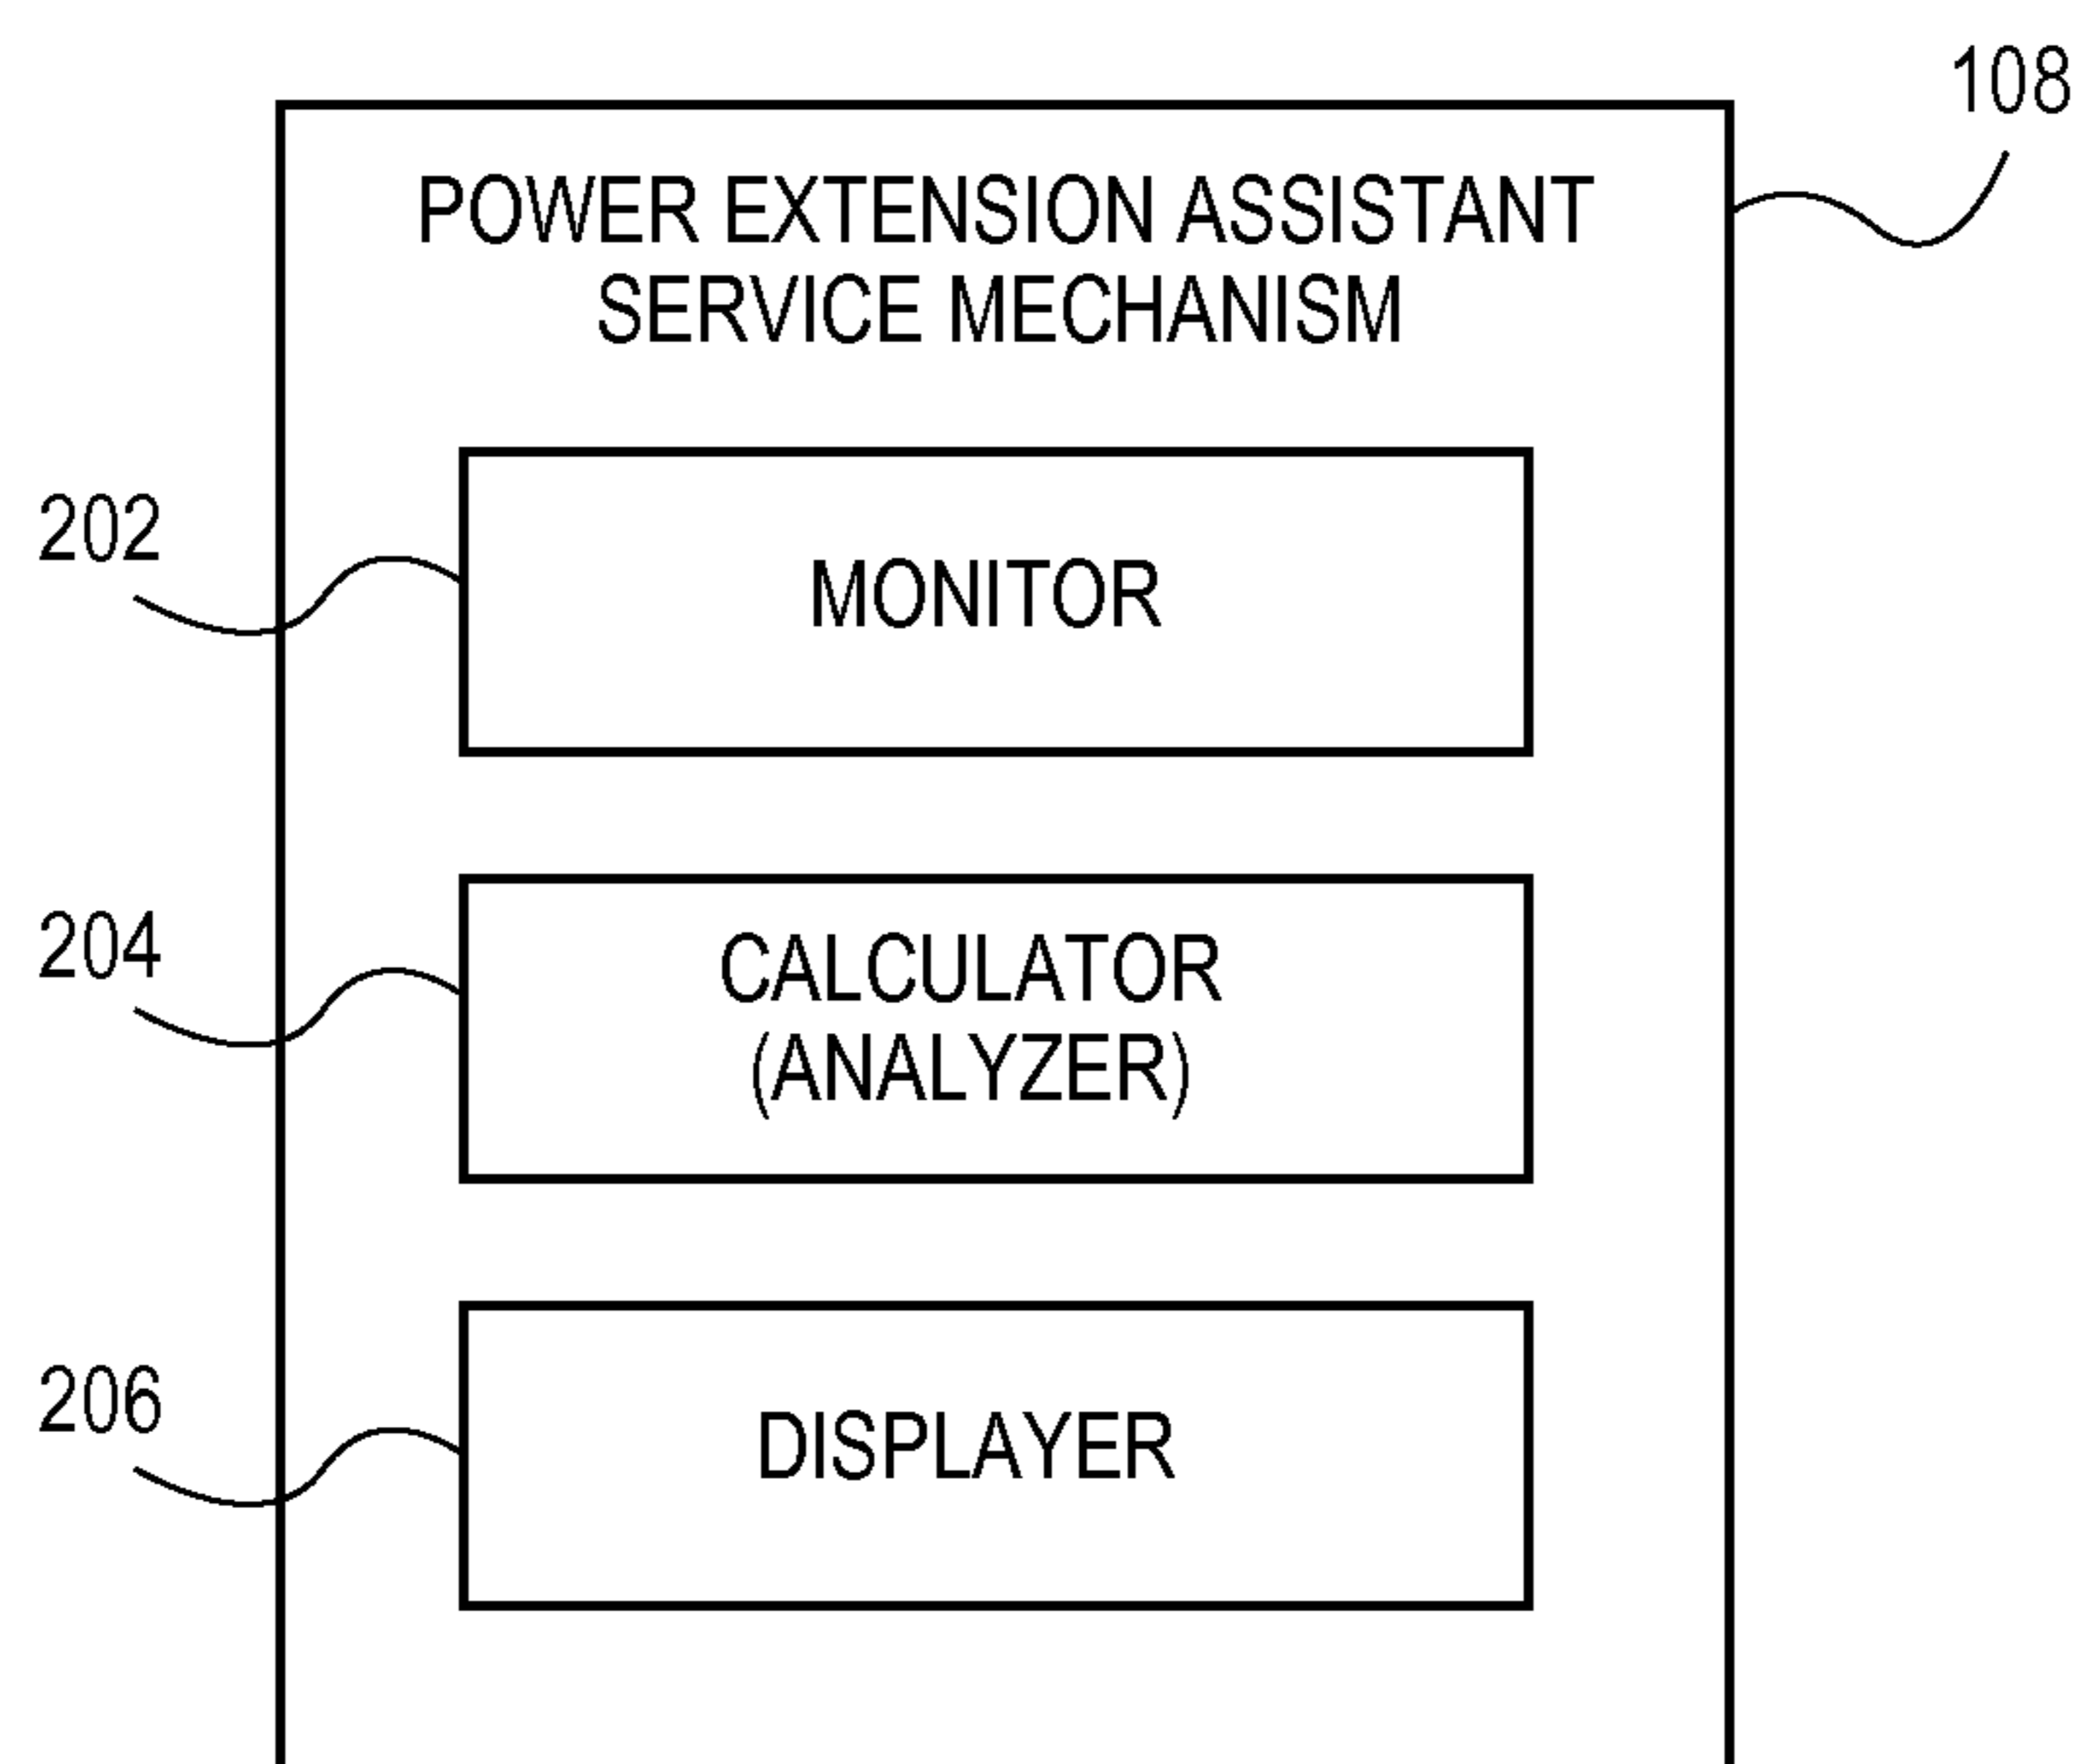 108
POWER EXTENSION ASSISTANT
SERVICE MECHANISM
202
MONITOR
204
CALCULATOR
(ANALYZER)
206
DISPLAYER